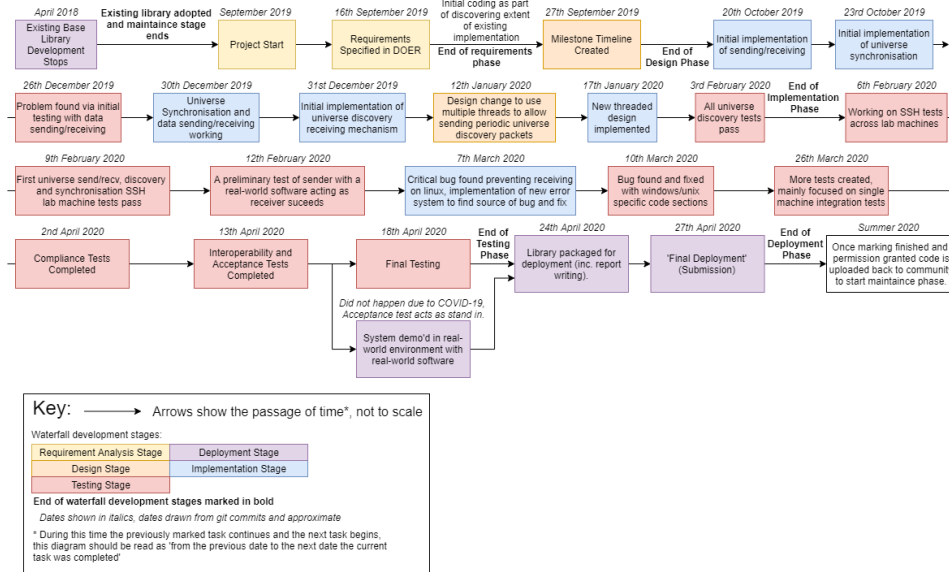 April 2018
Existing Base
Library
Development
Stops
Existing library adopted
and maintaince stage
ends
September 2019
Project Start
16th September 2019
Requirements
Specified in DOER
Initial coding as part
of discovering extent
of existing
implementation
End of requirements
phase
27th September 2019
Milestone Timeline
Created
End of
Design Phase
20th October 2019
Initial implementation
of sending/receiving
23rd October 2019
Initial implementation
of universe
synchronisation
26th December 2019
Problem found via initial
testing with data
sending/receiving
30th December 2019
Universe
Synchronisation and
data sending/receiving
working
31st December 2019
Initial implementation of
universe discovery
receiving mechanism
12th January 2020
Design change to use
multiple threads to allow
sending periodic universe
discovery packets
17th January 2020
New threaded
design implemented
3rd February 2020
All universe
discovery tests
pass
End of
Implementation
Phase
6th February 2020
Working on SSH tests
across lab machines
9th February 2020
First universe send/recv, discovery
and synchronisation SSH
lab machine tests pass
12th February 2020
A preliminary test of sender with a
real-world software acting as
receiver suceeds
7th March 2020
Critical bug found preventing receiving
on linux, implementation of new error
system to find source of bug and fix
10th March 2020
Bug found and fixed
with windows/unix
specific code sections
26th March 2020
More tests created,
mainly focused on single
machine integration tests
2nd April 2020
Compliance Tests
Completed
13th April 2020
Interoperability and
Acceptance Tests
Completed
18th April 2020
Final Testing
End of
Testing
Phase
24th April 2020
Library packaged for
deployment (inc. report
writing).
27th April 2020
'Final Deployment'
(Submission)
End of
Deployment
Phase
Summer 2020
Once marking finished and
permission granted code is
uploaded back to community
to start maintaince phase.
Did not happen due to COVID-19,
Acceptance test acts as stand in.
System demo'd in real-
world environment with
real-world software
Key:
Arrows show the passage of time*, not to scale
Waterfall development stages:
Requirement Analysis Stage
Deployment Stage
Design Stage
Implementation Stage
Testing Stage
End of waterfall development stages marked in bold
Dates shown in italics, dates drawn from git commits and approximate
* During this time the previously marked task continues and the next task begins,
this diagram should be read as 'from the previous date to the next date the current
task was completed'